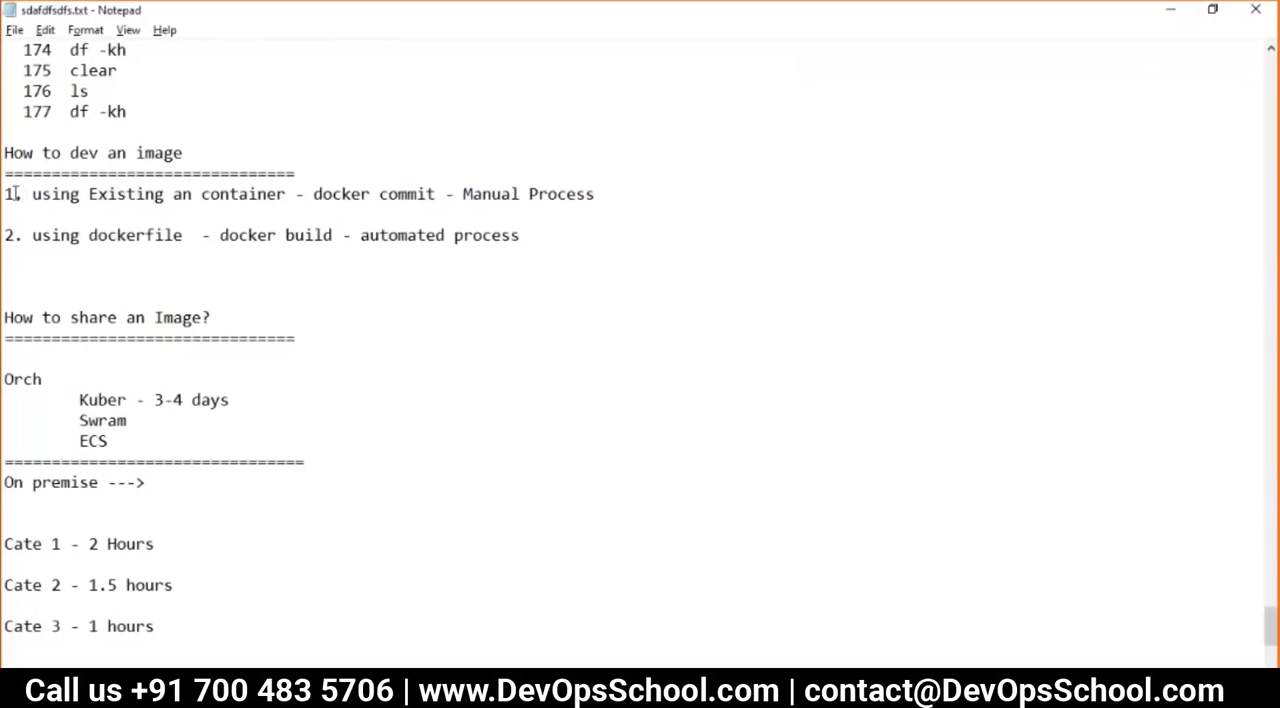 sdafdfsdfs.txt - Notepad
File Edit Format View Help
174 df -kh
175 clear
176 ls
177 df -kh
How to dev an image
===============================
1. using Existing an container - docker commit - Manual Process
2. using dockerfile - docker build - automated process
How to share an Image?
===============================
Orch
Kuber - 3-4 days
Swram
ECS
================================
On premise --->
Cate 1 - 2 Hours
Cate 2 - 1.5 hours
Cate 3 - 1 hours
Call us +91 700 483 5706 | www.DevOpsSchool.com | contact@DevOpsSchool.com